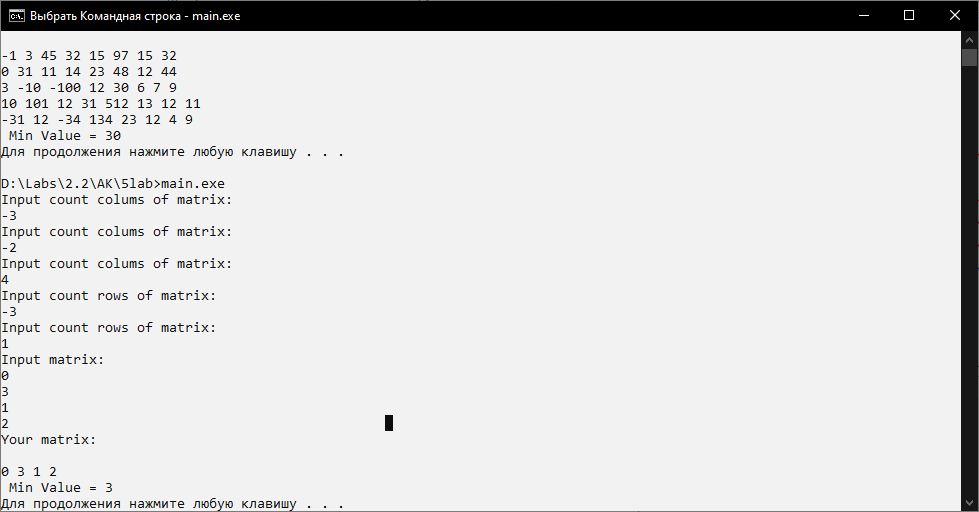 Выбрать Командная строка - main.exe
-1 3 45 32 15 97 15 32
0 31 11 14 23 48 12 44
3 -10 -100 12 30 6 7 9
10 101 12 31 512 13 12 11
-31 12 -34 134 23 12 4 9
Min Value = 30
Для продолжения нажмите любую клавишу . . .
D:\Labs\2.2\AK\5lab>main.exe
Input count colums of matrix:
-3
Input count colums of matrix:
-2
Input count colums of matrix:
4
Input count rows of matrix:
-3
Input count rows of matrix:
1
Input matrix:
0
3
1
2
Your matrix:
0 3 1 2
Min Value = 3
Для продолжения нажмите любую клавишу . . .